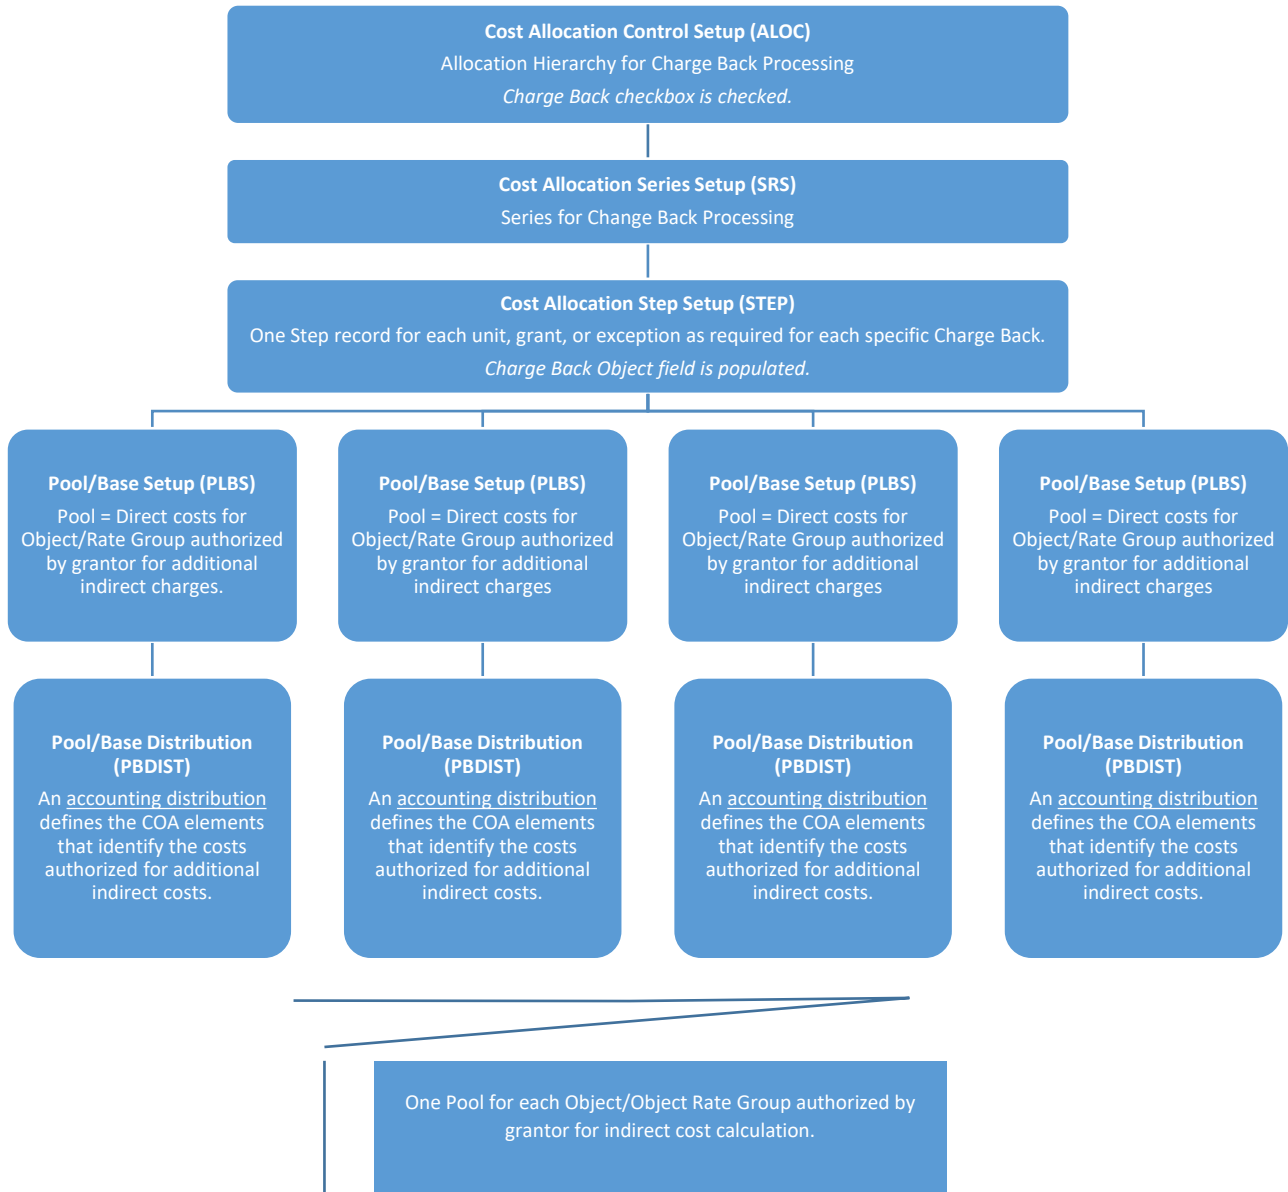 Cost Allocation Control Setup (ALOC)
Allocation Hierarchy for Charge Back Processing
Charge Back checkbox is checked.
Cost Allocation Series Setup (SRS)
Series for Change Back Processing
Cost Allocation Step Setup (STEP)
One Step record for each unit, grant, or exception as required for each specific Charge Back.
Charge Back Object field is populated.
Pool/Base Setup (PLBS)
Pool = Direct costs for
Object/Rate Group authorized
by grantor for additional
indirect charges.
Pool/Base Setup (PLBS)
Pool = Direct costs for
Object/Rate Group authorized
by grantor for additional
indirect charges
Pool/Base Setup (PLBS)
Pool = Direct costs for
Object/Rate Group authorized
by grantor for additional
indirect charges
Pool/Base Setup (PLBS)
Pool = Direct costs for
Object/Rate Group authorized
by grantor for additional
indirect charges
Pool/Base Distribution
(PBDIST)
An accounting distribution
defines the COA elements
that identify the costs
authorized for additional
indirect costs.
Pool/Base Distribution
(PBDIST)
An accounting distribution
defines the COA elements
that identify the costs
authorized for additional
indirect costs.
Pool/Base Distribution
(PBDIST)
An accounting distribution
defines the COA elements
that identify the costs
authorized for additional
indirect costs.
Pool/Base Distribution
(PBDIST)
An accounting distribution
defines the COA elements
that identify the costs
authorized for additional
indirect costs.
One Pool for each Object/Object Rate Group authorized by
grantor for indirect cost calculation.